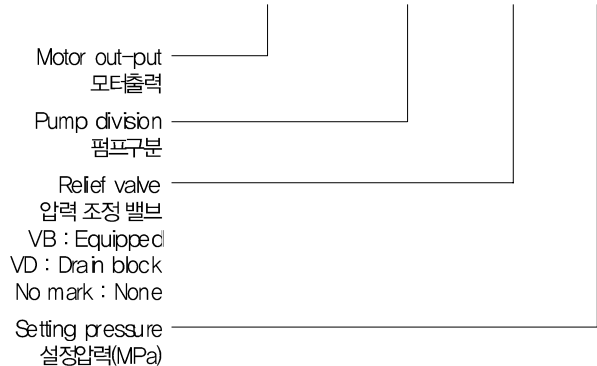 Motor out-put
모터출력
Pump division
펌프구분
Relief valve
압력 조정 밸브
VB : Equipped
VD : Drain block
No mark : None
Setting pressure
설정압력(MPa)